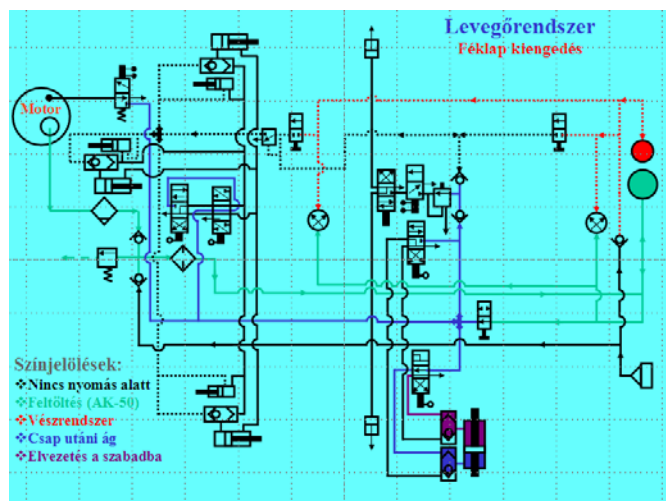 Levegőrendszer
Féklap kiengedés
Motor
Színjelölések:
❖Nincs nyomás alatt
❖Feltöltés (AK-50)
❖Vészrendszer
❖Csap utáni ág
❖Elvezetés a szabadba